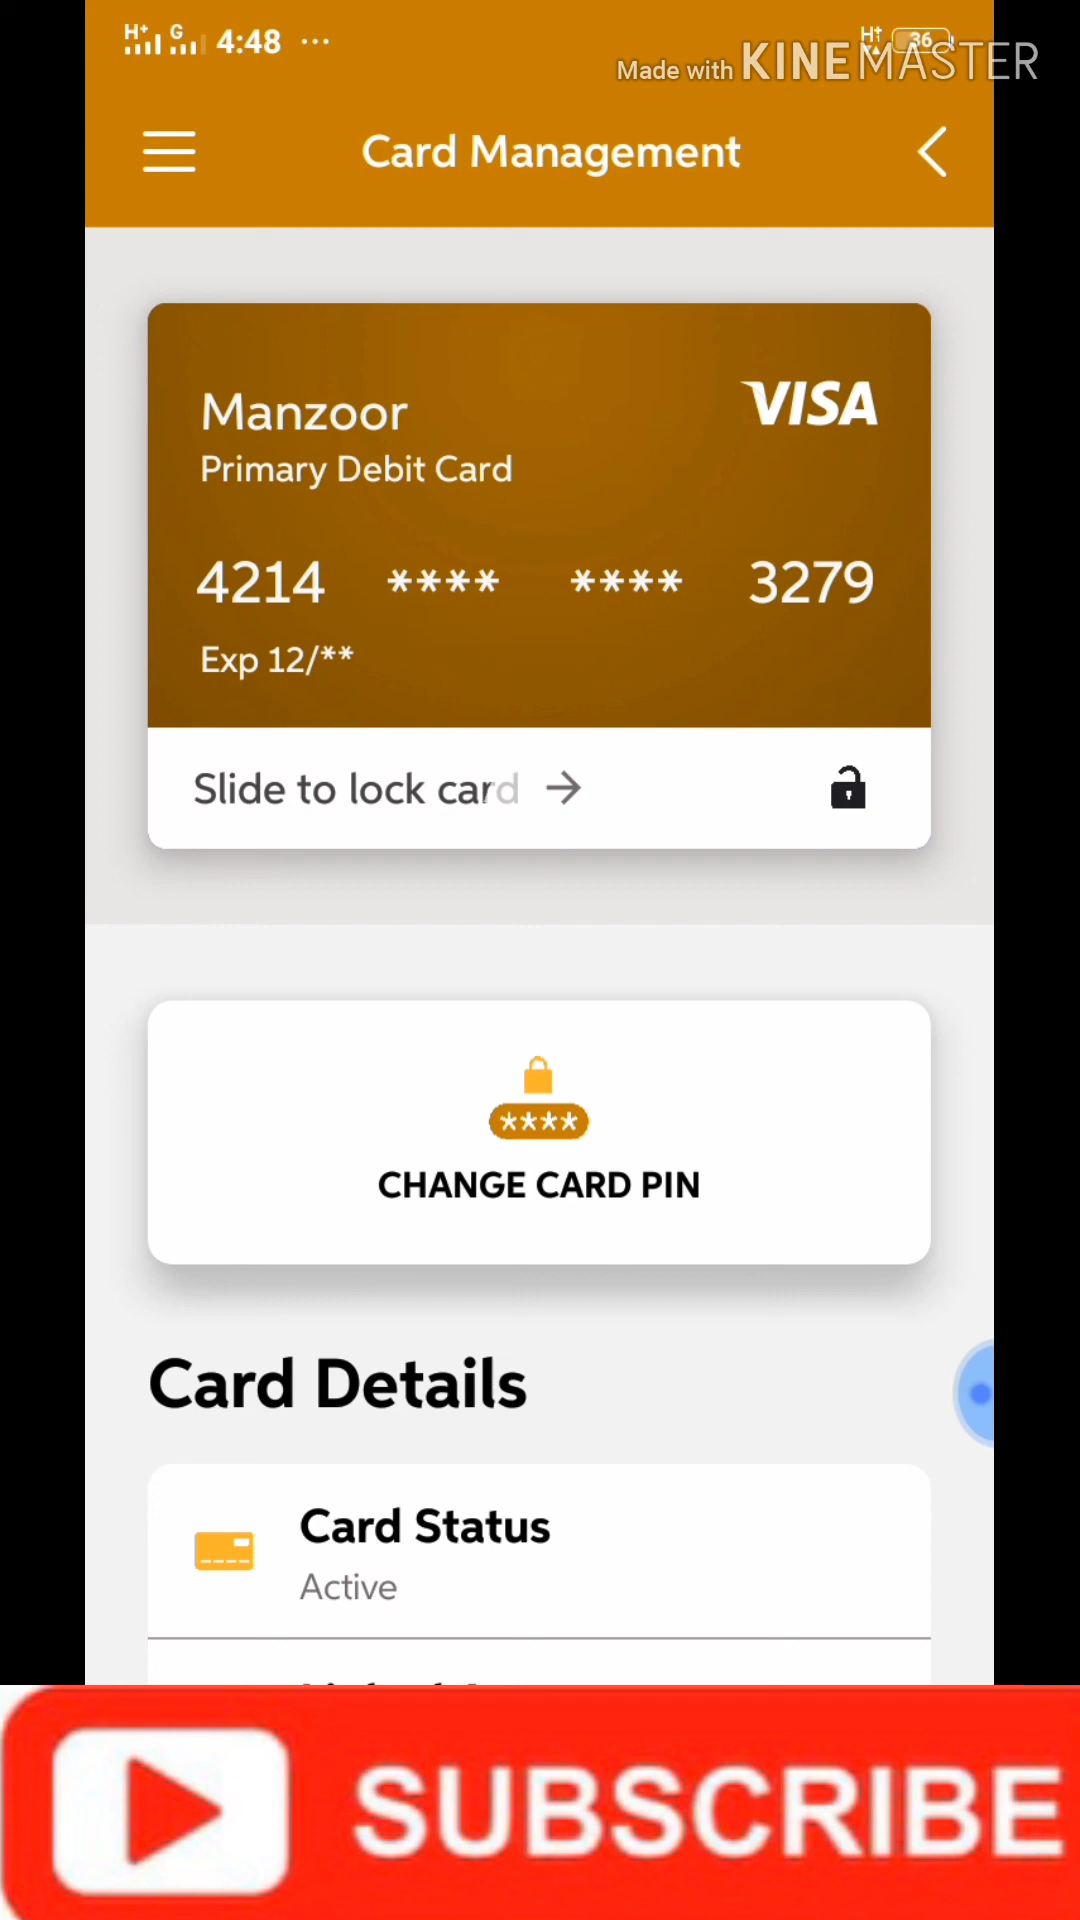 H+ G 4:48 ...
H+ 36
Made with KINEMASTER
Card Management
Manzoor
VISA
Primary Debit Card
4214 **** **** 3279
Exp 12/**
Slide to lock card →
****
CHANGE CARD PIN
Card Details
Card Status
Active
SUBSCRIBE